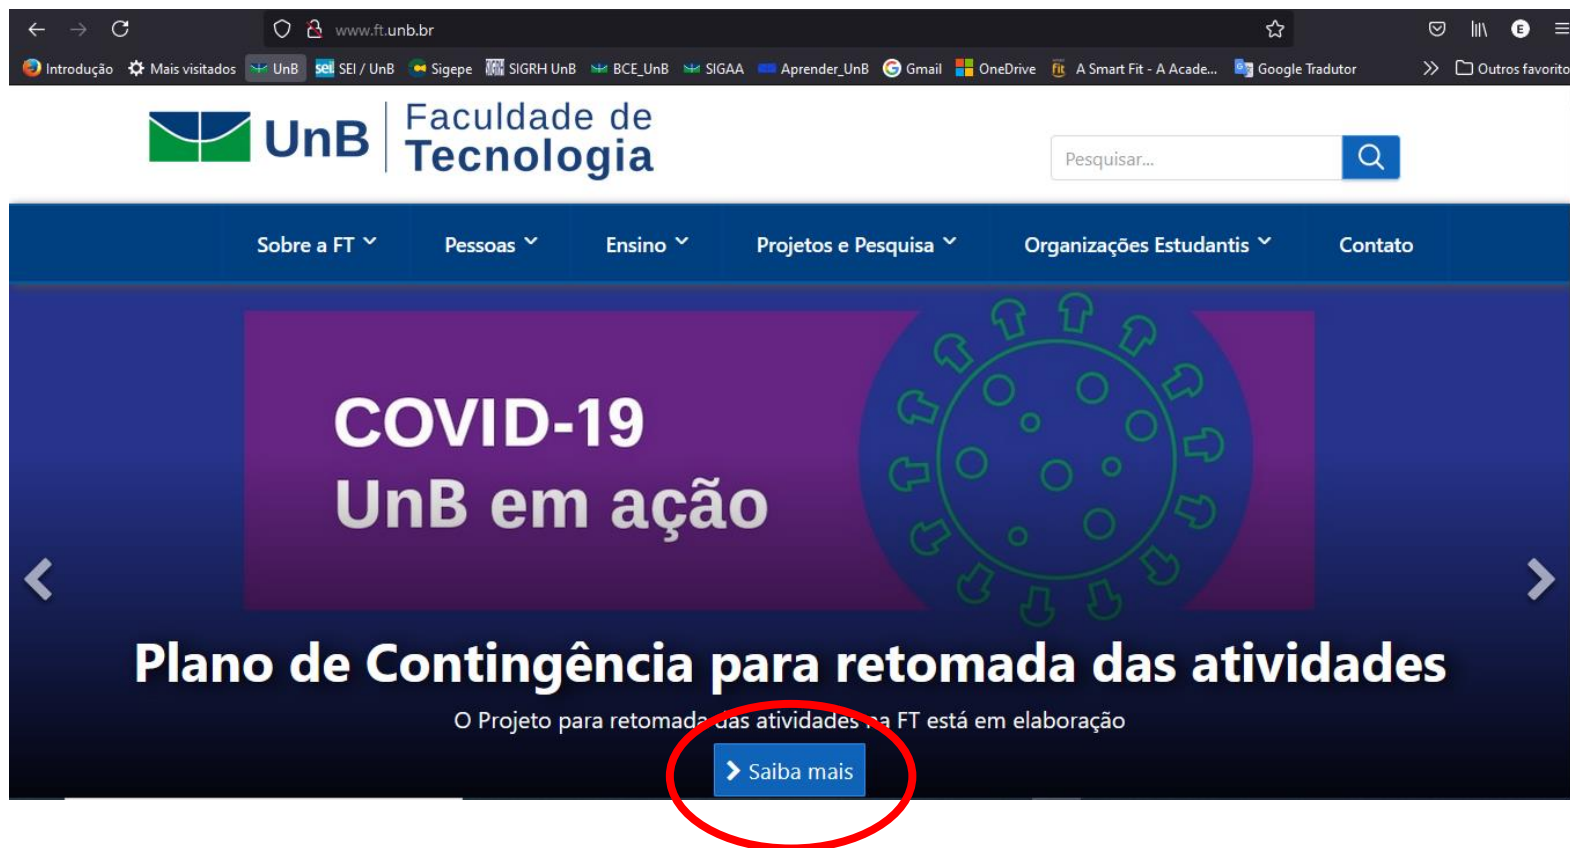 www.ft.unb.br
Introdução Mais visitados UnB sei! SEI / UnB Sigepe SIGRH UnB BCE_UnB SIGAA Aprender_UnB Gmail OneDrive fit A Smart Fit - A Acade... Google Tradutor Outros favorito
UnB Faculdade de
Tecnologia
Pesquisar...
Sobre a FT Pessoas Ensino Projetos e Pesquisa Organizações Estudantis Contato
COVID-19
UnB em ação
Plano de Contingência para retomada das atividades
O Projeto para retomada das atividades na FT está em elaboração
Saiba mais